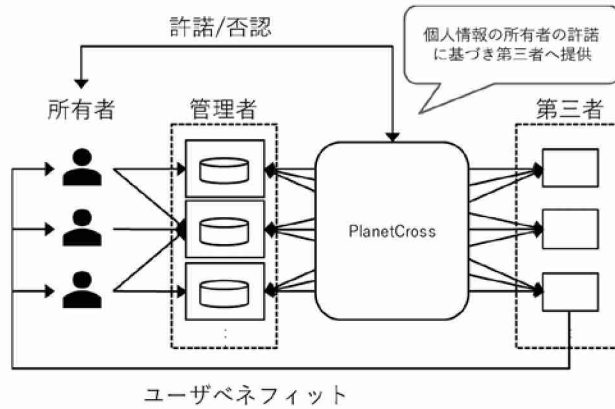 許諾/否認
個人情報の所有者の許諾
に基づき第三者へ提供
所有者
管理者
第三者
PlanetCross
ユーザベネフィット